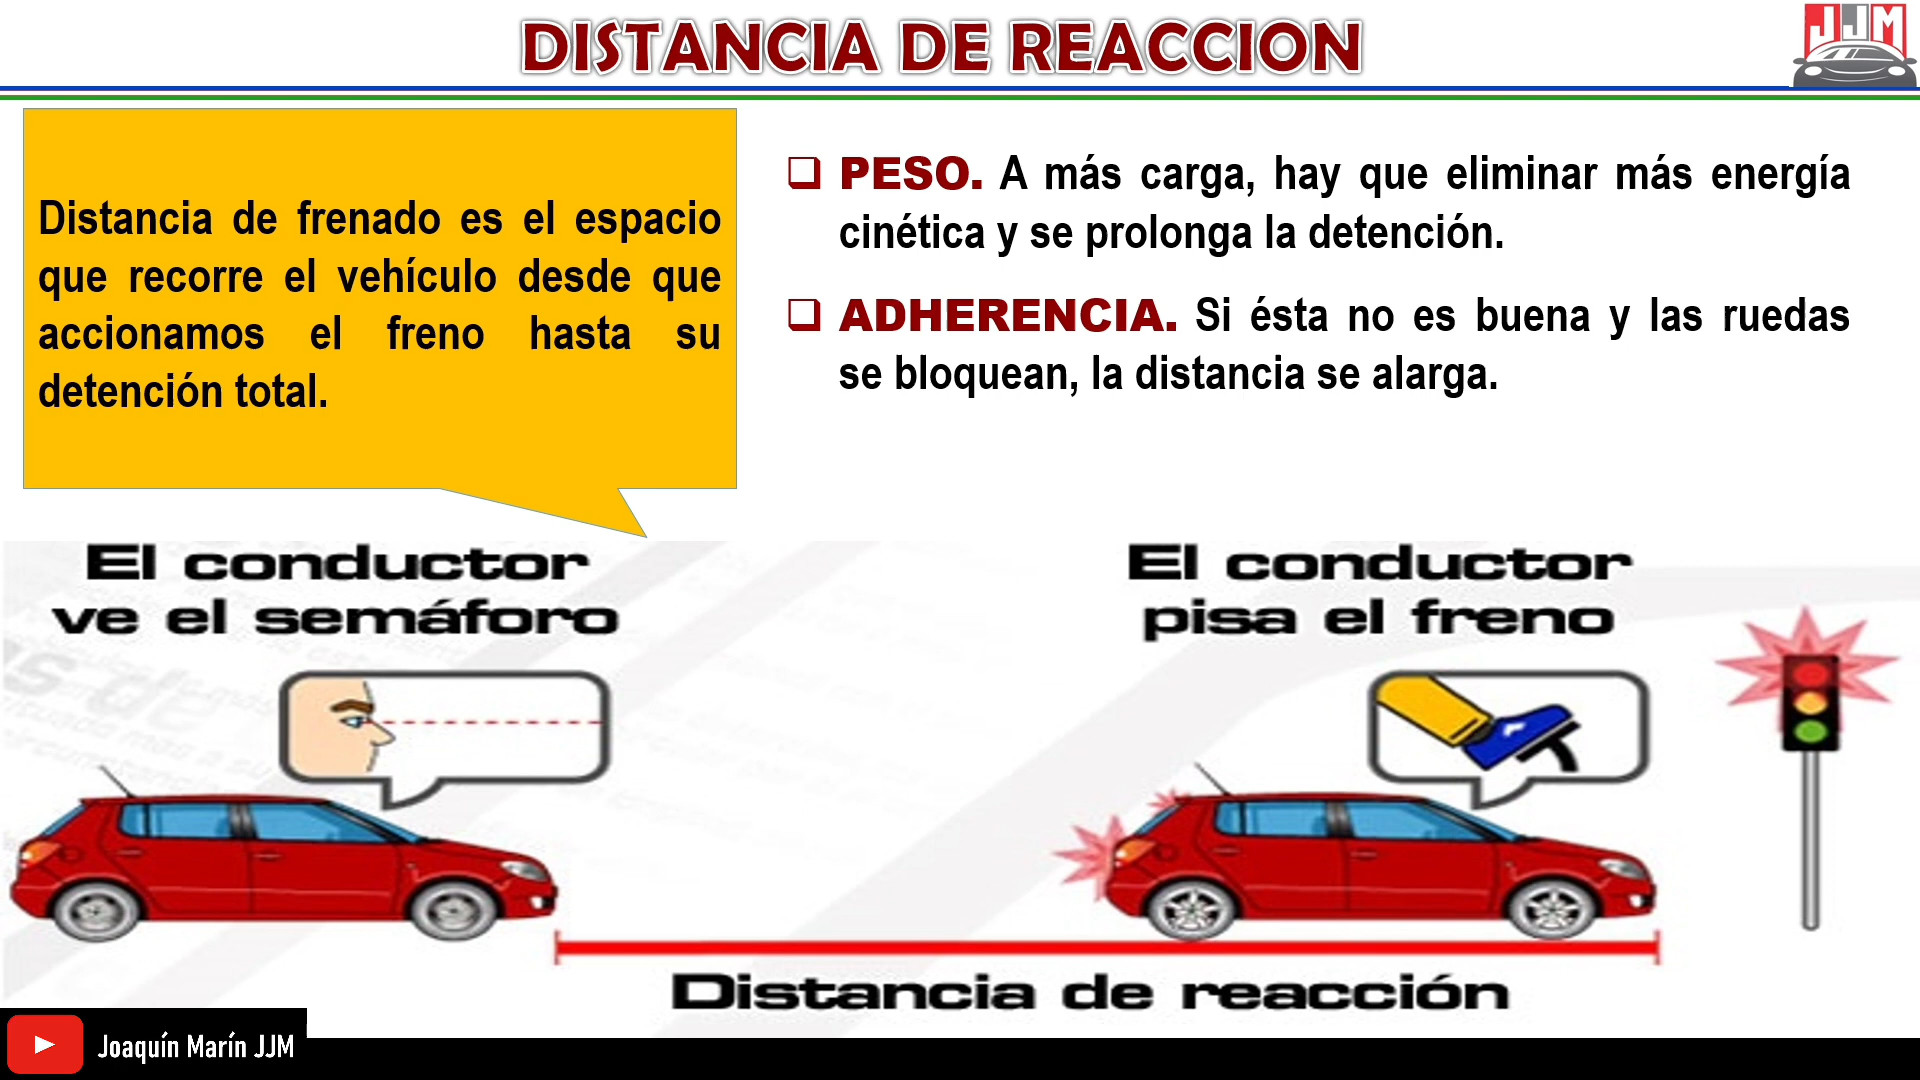 DISTANCIA DE REACCION
JJM
Distancia de frenado es el espacio
que recorre el vehículo desde que
accionamos el freno hasta su
detención total.
PESO. A más carga, hay que eliminar más energía
cinética y se prolonga la detención.
ADHERENCIA. Si ésta no es buena y las ruedas
se bloquean, la distancia se alarga.
El conductor
ve el semáforo
El conductor
pisa el freno
Distancia de reacción
Joaquín Marín JJM